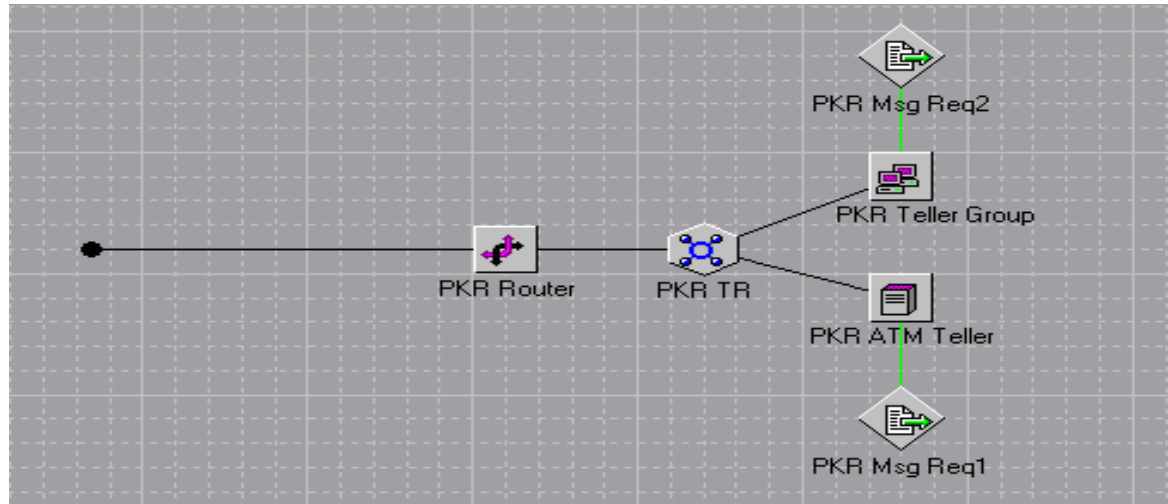 PKR Msg Req2
PKR Teller Group
PKR Router
PKR TR
PKR ATM Teller
PKR Msg Req1